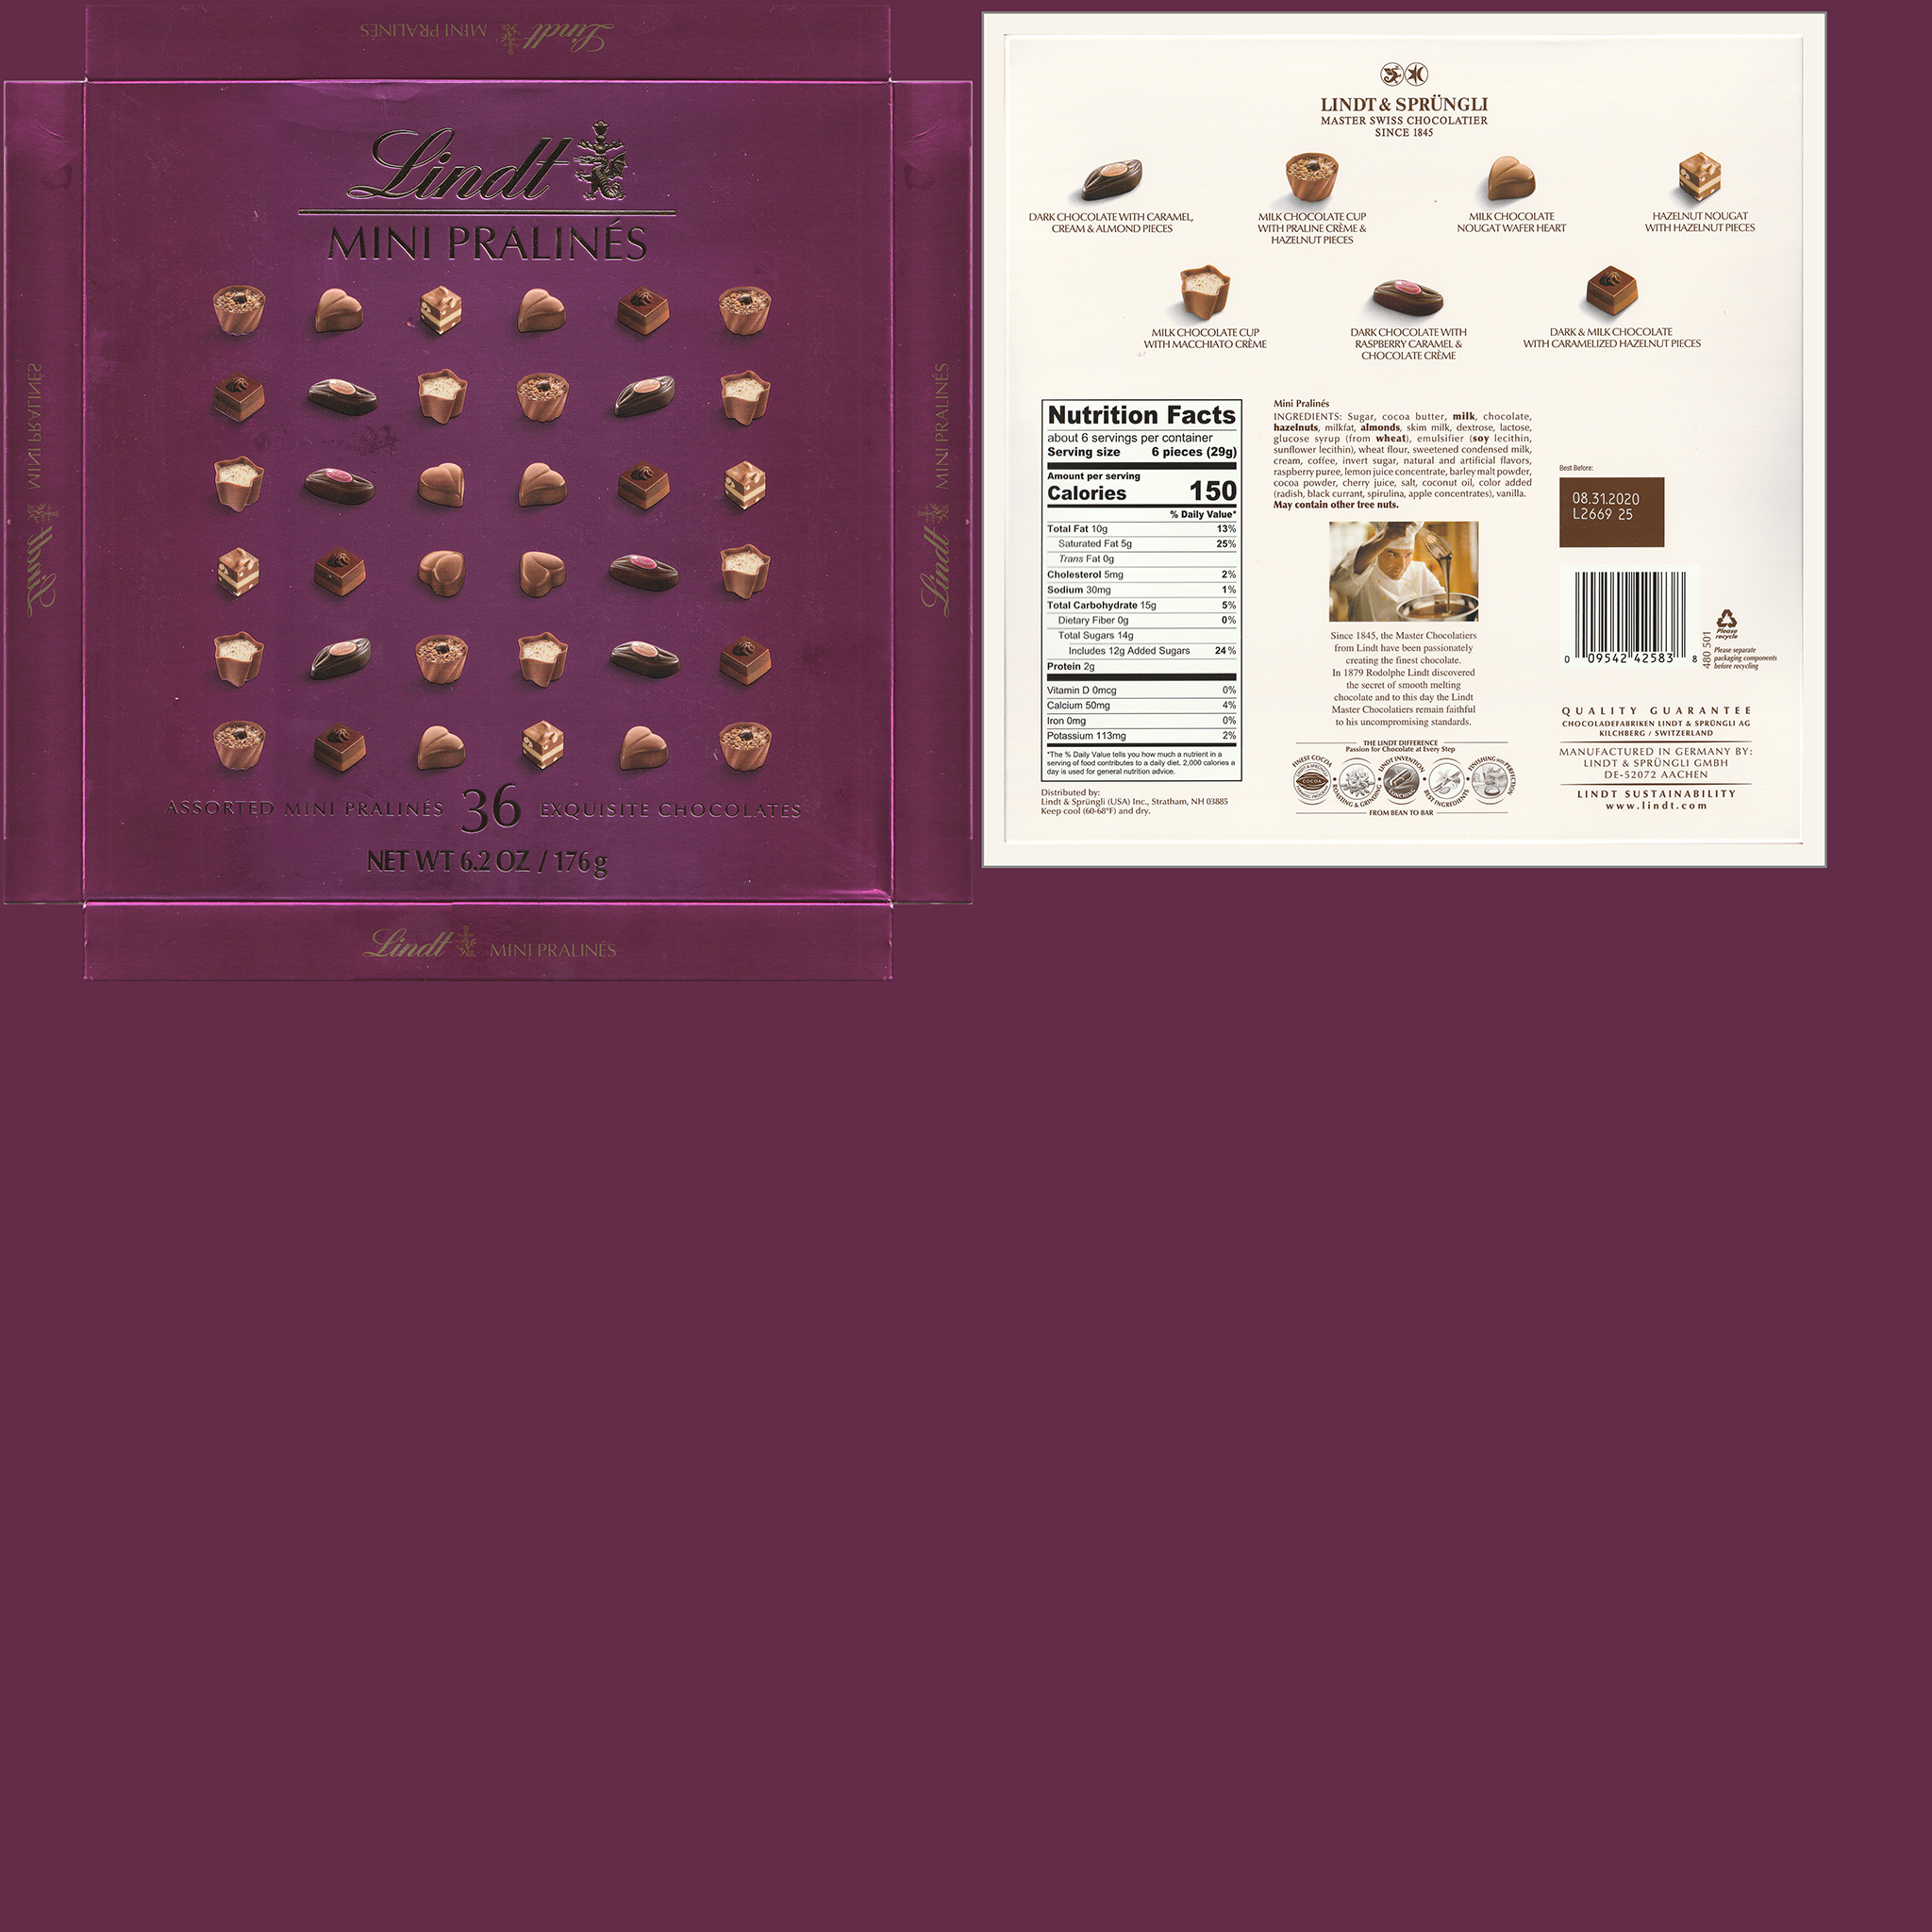 Lindt MINI PRALINÉS
Lindt
MINI PRALINÉS
Lindt MINI PRALINÉS
Lindt MINI PRALINÉS
ASSORTED MINI PRALINÉS 36 EXQUISITE CHOCOLATES
NET WT 6.2 OZ / 176 g
Lindt MINI PRALINÉS
LINDT & SPRÜNGLI
MASTER SWISS CHOCOLATIER
SINCE 1845
DARK CHOCOLATE WITH CARAMEL,
CREAM & ALMOND PIECES
MILK CHOCOLATE CUP
WITH PRALINE CRÈME &
HAZELNUT PIECES
MILK CHOCOLATE
NOUGAT WAFER HEART
HAZELNUT NOUGAT
WITH HAZELNUT PIECES
MILK CHOCOLATE CUP
WITH MACCHIATO CRÈME
DARK CHOCOLATE WITH
RASPBERRY CARAMEL &
CHOCOLATE CRÈME
DARK & MILK CHOCOLATE
WITH CARAMELIZED HAZELNUT PIECES
Nutrition Facts
about 6 servings per container
Serving size 6 pieces (29g)
Amount per serving
Calories 150
% Daily Value*
Total Fat 10g 13%
Saturated Fat 5g 25%
Trans Fat 0g
Cholesterol 5mg 2%
Sodium 30mg 1%
Total Carbohydrate 15g 5%
Dietary Fiber 0g 0%
Total Sugars 14g
Includes 12g Added Sugars 24%
Protein 2g
Vitamin D 0mcg 0%
Calcium 50mg 4%
Iron 0mg 0%
Potassium 113mg 2%
*The % Daily Value tells you how much a nutrient in a
serving of food contributes to a daily diet. 2,000 calories a
day is used for general nutrition advice.
Distributed by:
Lindt & Sprüngli (USA) Inc., Stratham, NH 03885
Keep cool (60-68°F) and dry.
Mini Pralinés
INGREDIENTS: Sugar, cocoa butter, milk, chocolate,
hazelnuts, milkfat, almonds, skim milk, dextrose, lactose,
glucose syrup (from wheat), emulsifier (soy lecithin,
sunflower lecithin), wheat flour, sweetened condensed milk,
cream, coffee, invert sugar, natural and artificial flavors,
raspberry puree, lemon juice concentrate, barley malt powder,
cocoa powder, cherry juice, salt, coconut oil, color added
(radish, black currant, spirulina, apple concentrates), vanilla.
May contain other tree nuts.
Since 1845, the Master Chocolatiers
from Lindt have been passionately
creating the finest chocolate.
In 1879 Rodolphe Lindt discovered
the secret of smooth melting
chocolate and to this day the Lindt
Master Chocolatiers remain faithful
to his uncompromising standards.
THE LINDT DIFFERENCE
Passion for Chocolate at Every Step
FINEST COCOA
COCOA
ROASTING & GRINDING
LINDT INVENTION
CONCHING
BEST INGREDIENTS
FINISHING WITH PERFECTION
FROM BEAN TO BAR
Best Before:
08.31.2020
L2669 25
0 09542 42583 8
480 501
Please
recycle
Please separate
packaging components
before recycling
QUALITY GUARANTEE
CHOCOLADEFABRIKEN LINDT & SPRÜNGLI AG
KILCHBERG / SWITZERLAND
MANUFACTURED IN GERMANY BY:
LINDT & SPRÜNGLI GMBH
DE-52072 AACHEN
LINDT SUSTAINABILITY
www.lindt.com